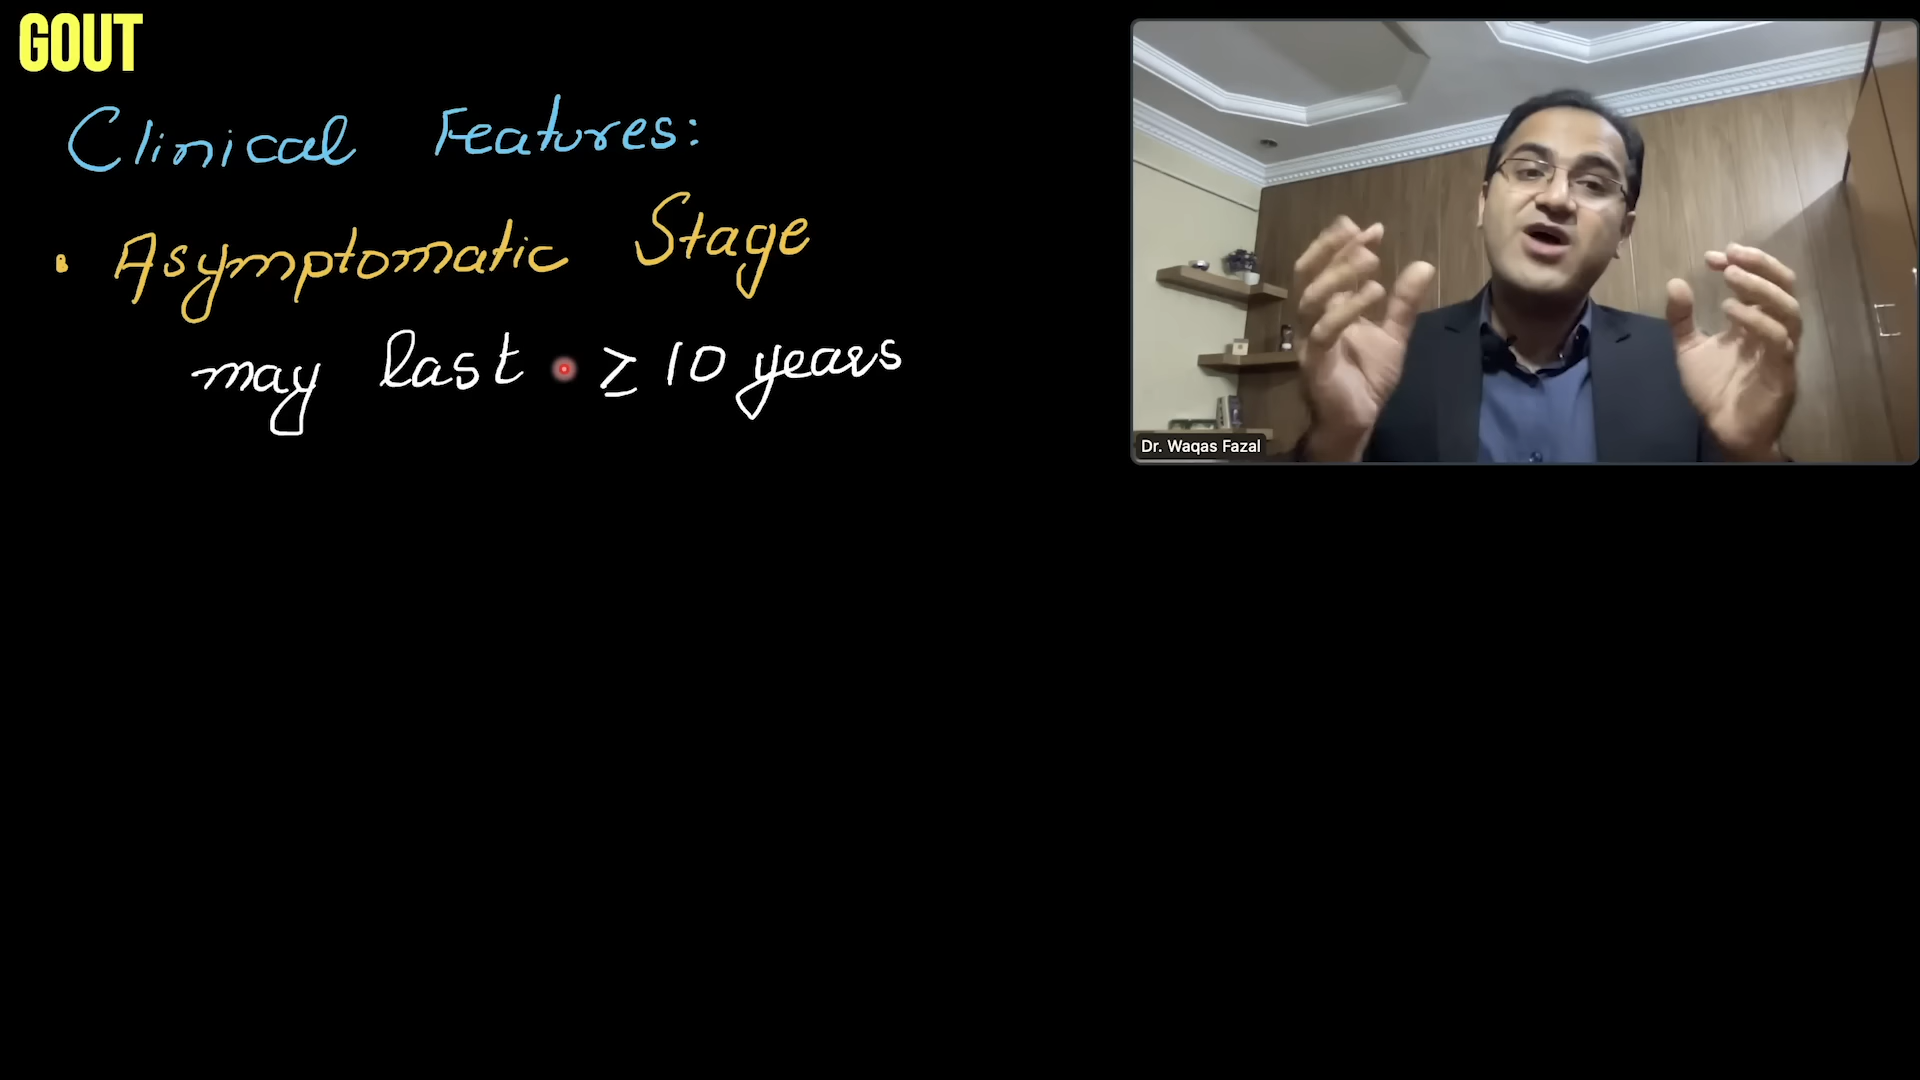 GOUT
Clinical Features:
• Asymptomatic Stage
may last ≥ 10 years
Dr. Waqas Fazal